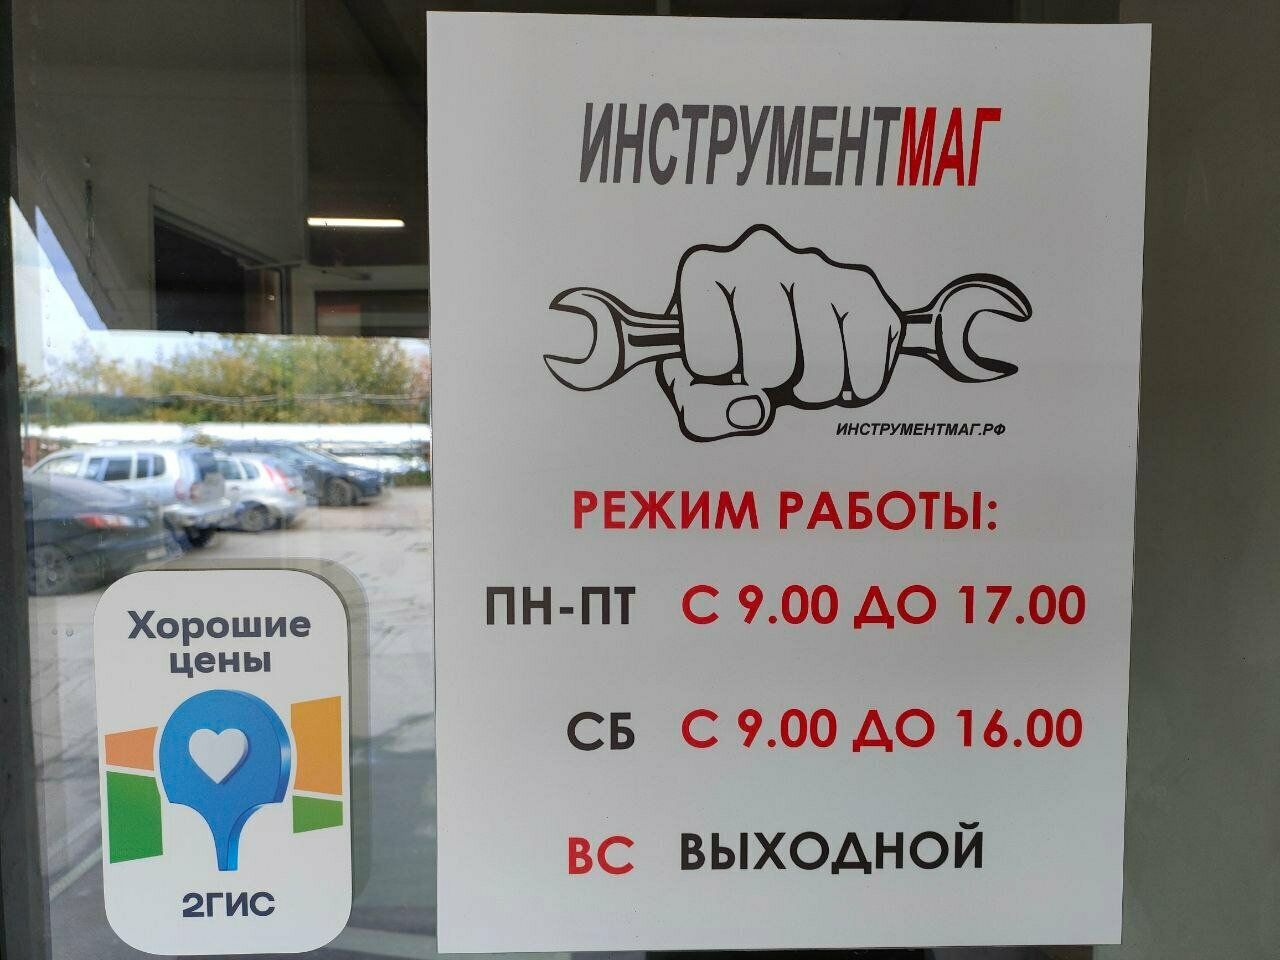 ИНСТРУМЕНТМАГ
ИНСТРУМЕНТМАГ.РФ
РЕЖИМ РАБОТЫ:
ПН-ПТ С 9.00 ДО 17.00
СБ С 9.00 ДО 16.00
ВС ВЫХОДНОЙ
Хорошие
цены
2ГИС